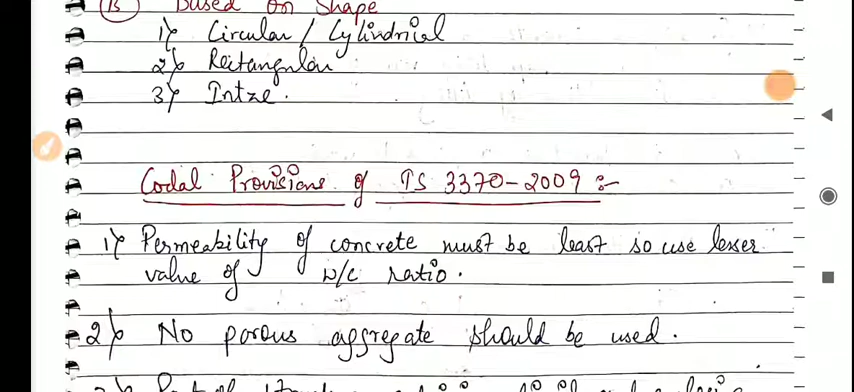 (B) Based on Shape
1) Circular / Cylindrical
2) Rectangular
3) Intze.
Codal Provisions of IS 3370-2009 :-
1) Permeability of concrete must be least so use lesser
value of w/c ratio.
2) No porous aggregate should be used.